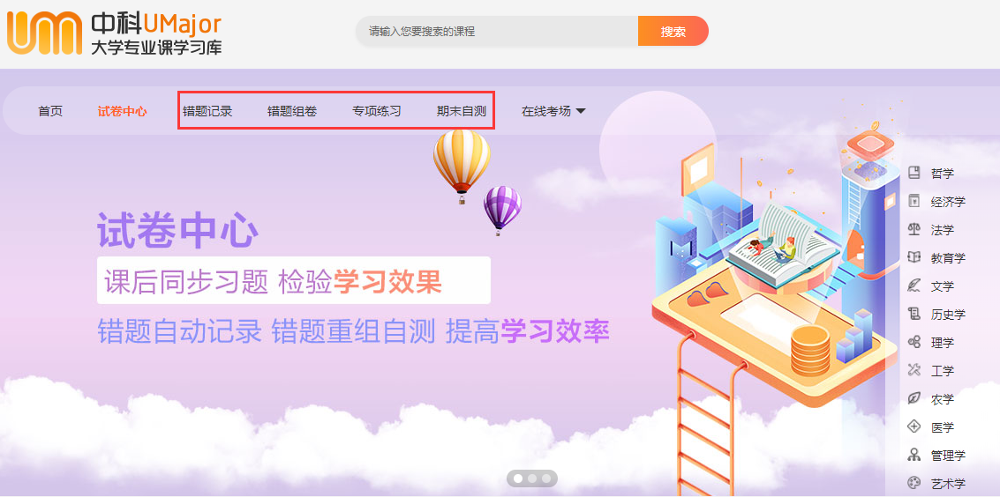 um 中科UMajor
大学专业课学习库
请输入您要搜索的课程 搜索
首页 试卷中心 错题记录 错题组卷 专项练习 期末自测 在线考场
试卷中心
课后同步习题 检验学习效果
错题自动记录 错题重组自测 提高学习效率
哲学
经济学
法学
教育学
文学
历史学
理学
工学
农学
医学
管理学
艺术学